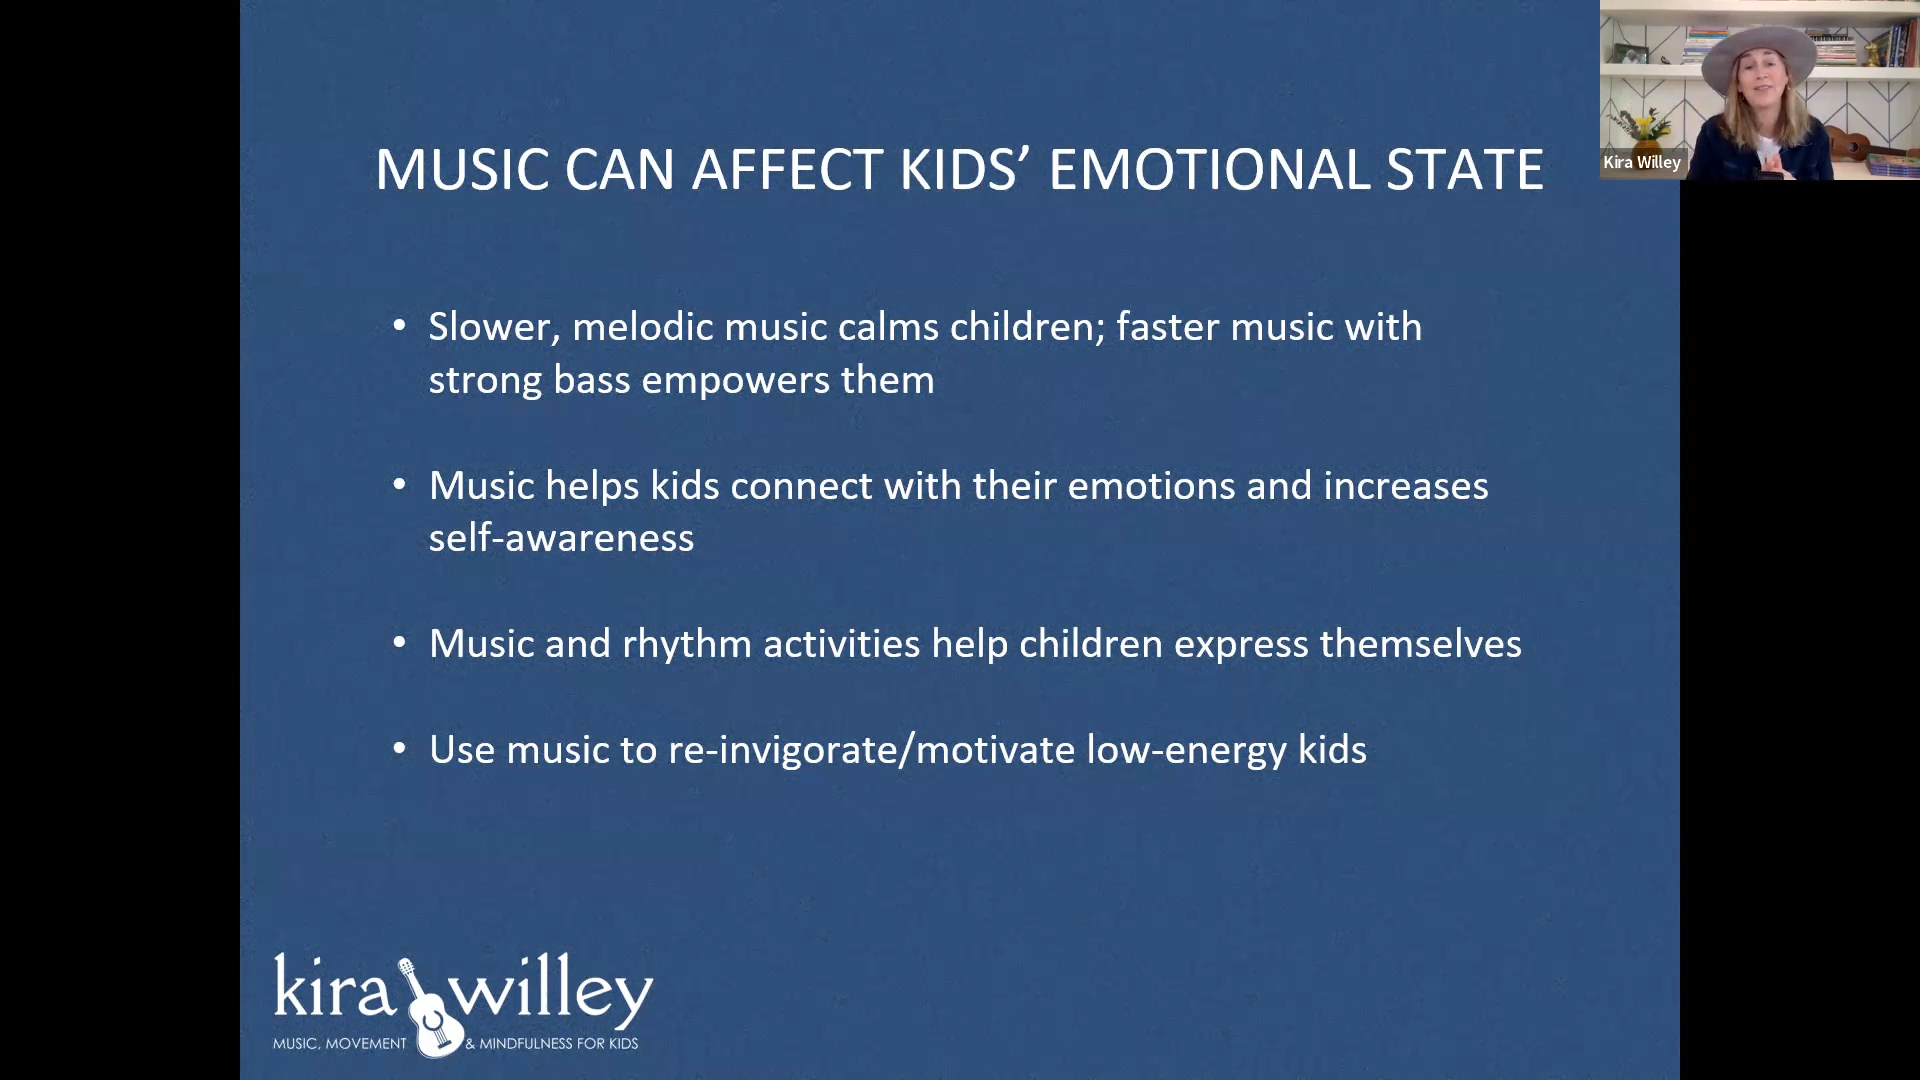 MUSIC CAN AFFECT KIDS’ EMOTIONAL STATE
Kira Willey
• Slower, melodic music calms children; faster music with
strong bass empowers them
• Music helps kids connect with their emotions and increases
self-awareness
• Music and rhythm activities help children express themselves
• Use music to re-invigorate/motivate low-energy kids
kira willey
MUSIC, MOVEMENT & MINDFULNESS FOR KIDS